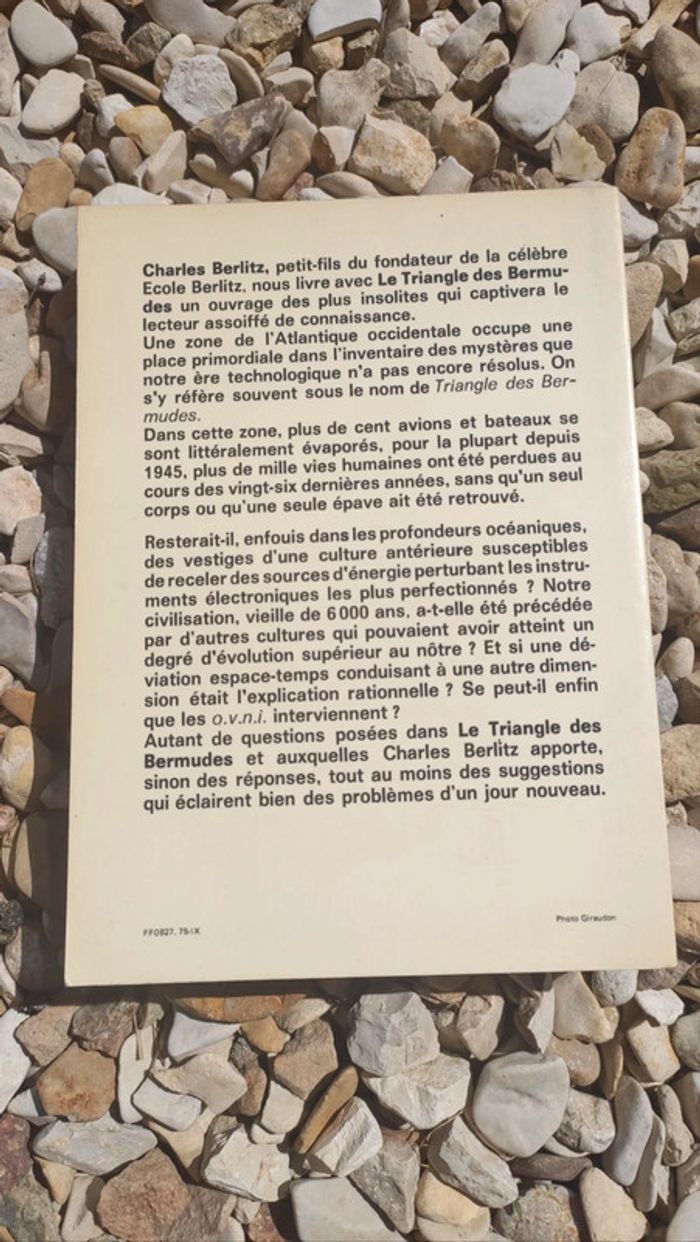 Charles Berlitz, petit-fils du fondateur de la célèbre
Ecole Berlitz, nous livre avec Le Triangle des Bermu-
des un ouvrage des plus insolites qui captivera le
lecteur assoiffé de connaissance.
Une zone de l'Atlantique occidentale occupe une
place primordiale dans l'inventaire des mystères que
notre ère technologique n'a pas encore résolus. On
s'y réfère souvent sous le nom de Triangle des Ber-
mudes.
Dans cette zone, plus de cent avions et bateaux se
sont littéralement évaporés, pour la plupart depuis
1945, plus de mille vies humaines ont été perdues au
cours des vingt-six dernières années, sans qu'un seul
corps ou qu'une seule épave ait été retrouvé.
Resterait-il, enfouis dans les profondeurs océaniques,
des vestiges d'une culture antérieure susceptibles
de receler des sources d'énergie perturbant les instru-
ments électroniques les plus perfectionnés ? Notre
civilisation, vieille de 6 000 ans, a-t-elle été précédée
par d'autres cultures qui pouvaient avoir atteint un
degré d'évolution supérieur au nôtre ? Et si une dé-
viation espace-temps conduisant à une autre dimen-
sion était l'explication rationnelle ? Se peut-il enfin
que les o.v.n.i. interviennent ?
Autant de questions posées dans Le Triangle des
Bermudes et auxquelles Charles Berlitz apporte,
sinon des réponses, tout au moins des suggestions
qui éclairent bien des problèmes d'un jour nouveau.
Photo Giraudon
FF0827. 75-IX